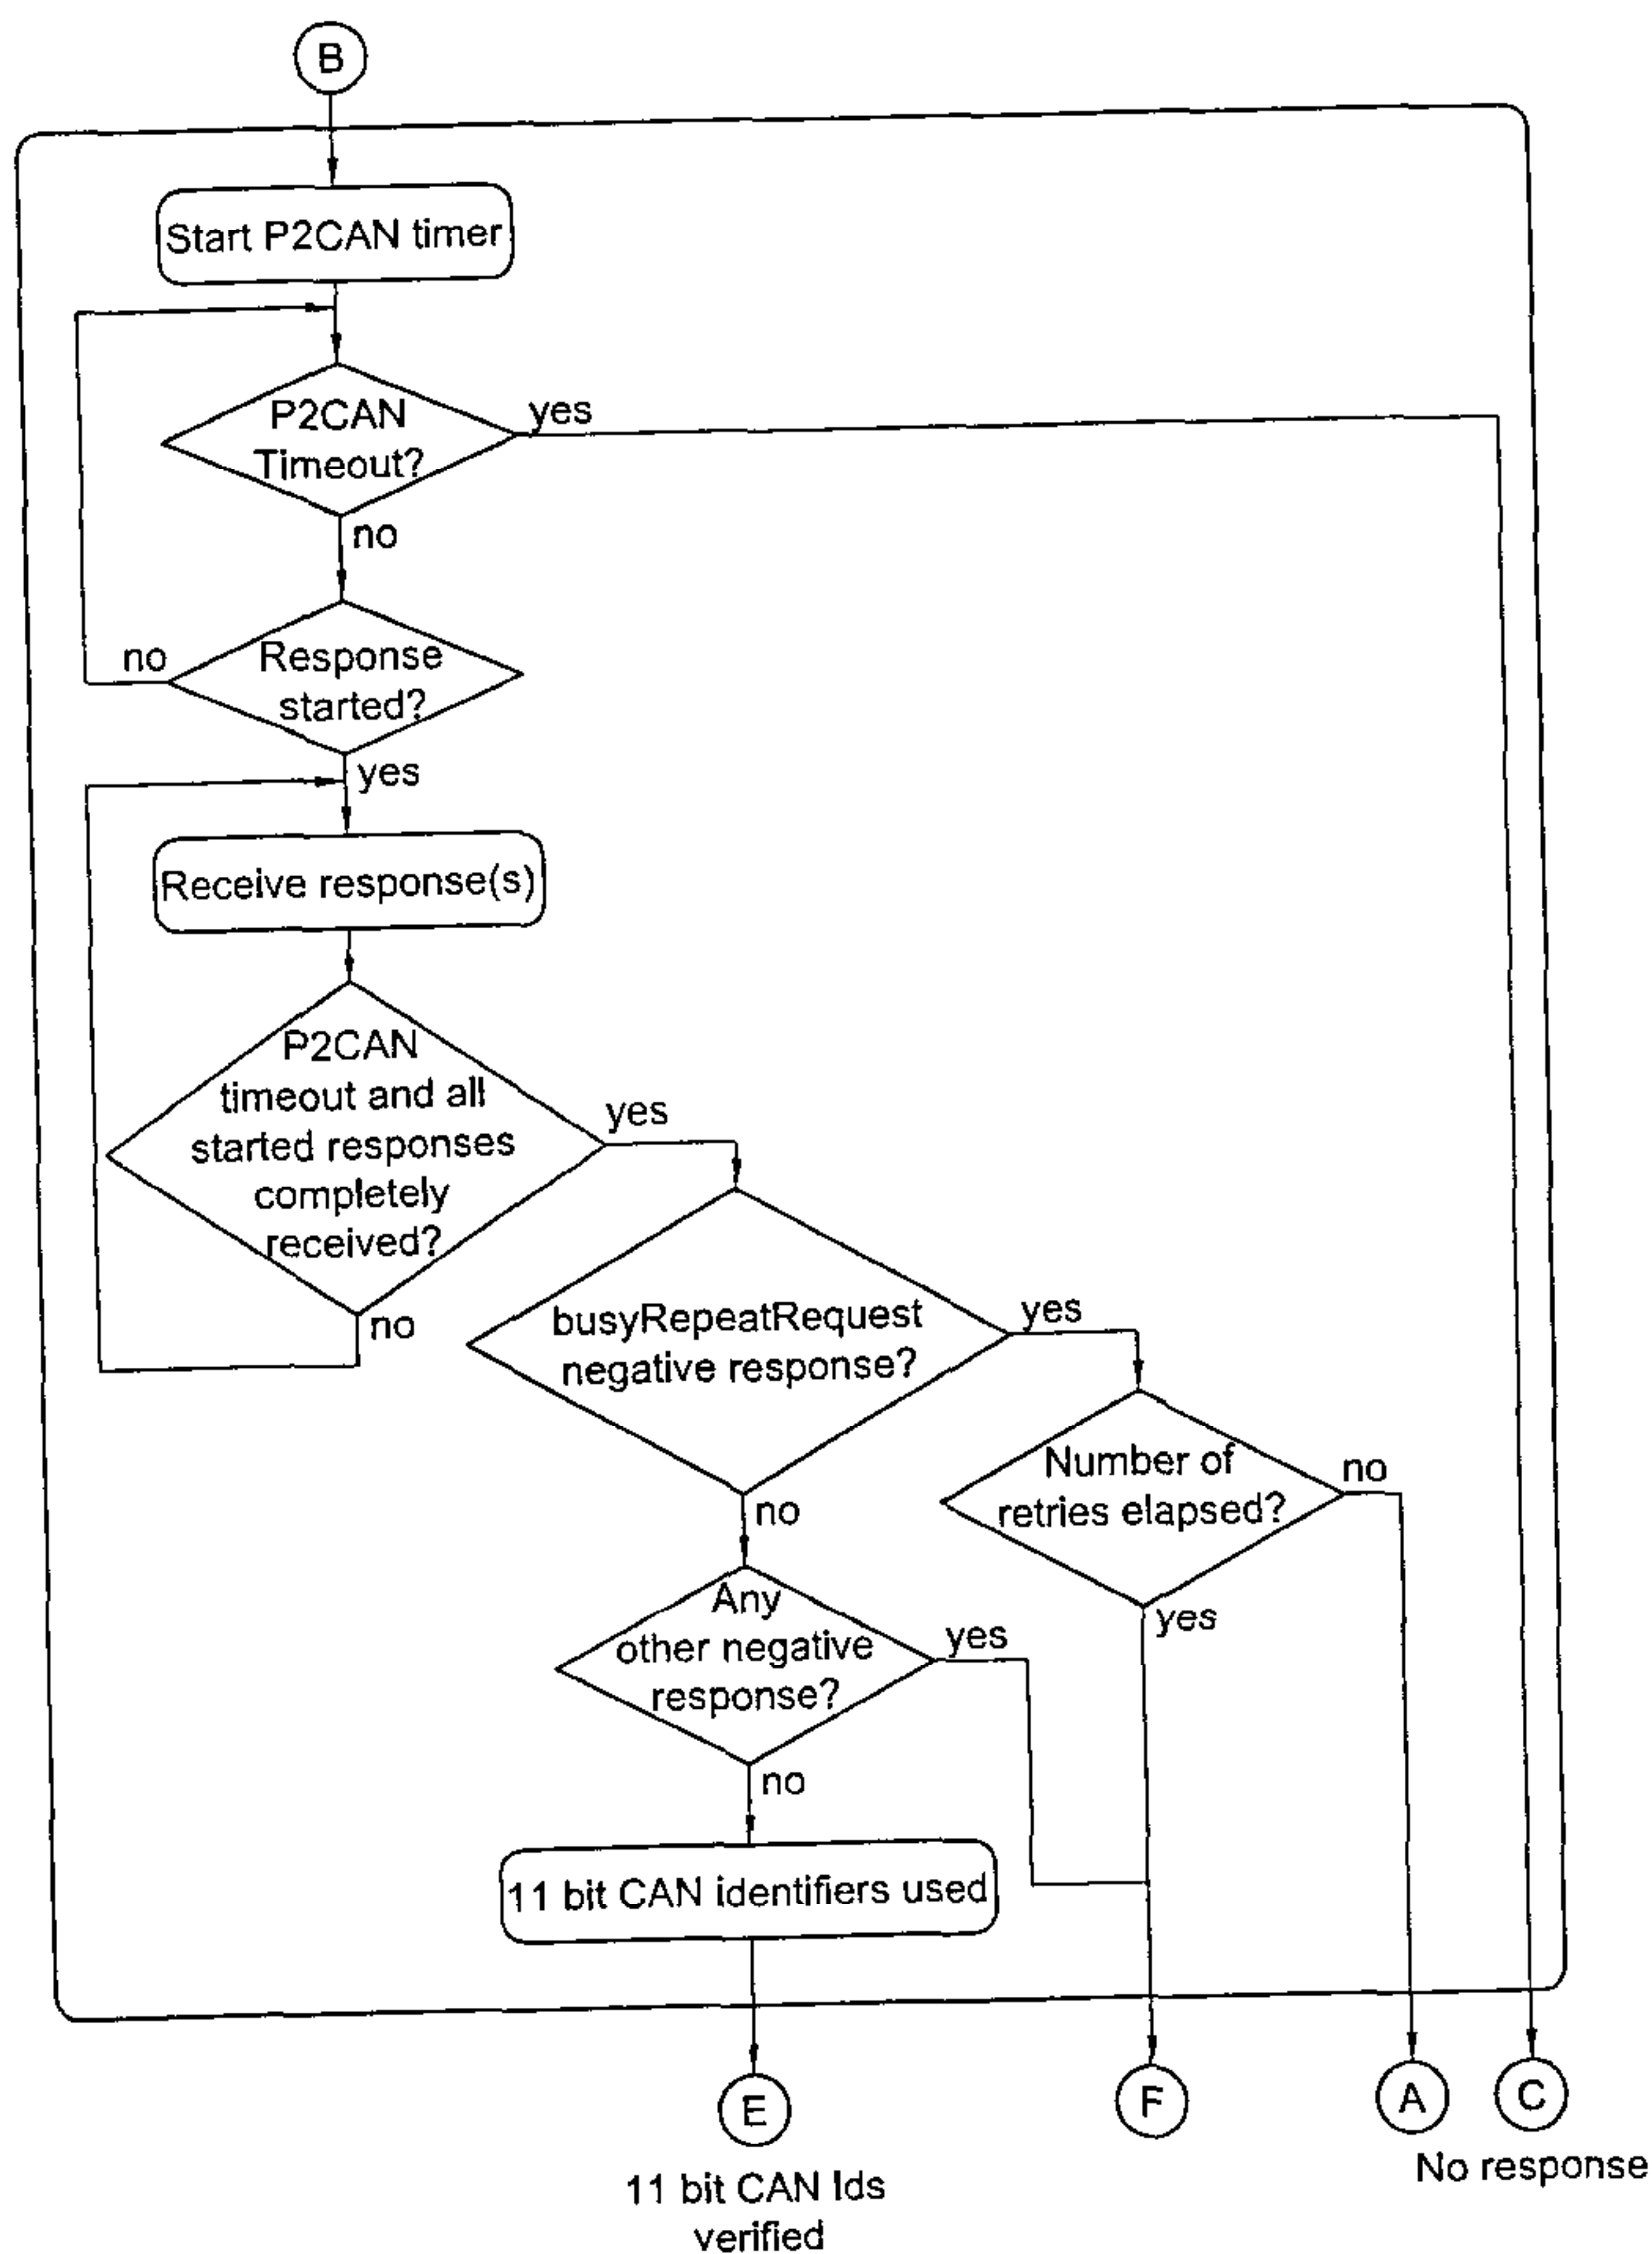 B
Start P2CAN timer
P2CAN
Timeout?
yes
no
Response
started?
no
yes
Receive response(s)
P2CAN
timeout and all
started responses
completely
received?
yes
no
busyRepeatRequest
negative response?
yes
no
Number of
retries elapsed?
no
yes
Any
other negative
response?
yes
no
11 bit CAN identifiers used
E
F
A
C
11 bit CAN Ids
verified
No response